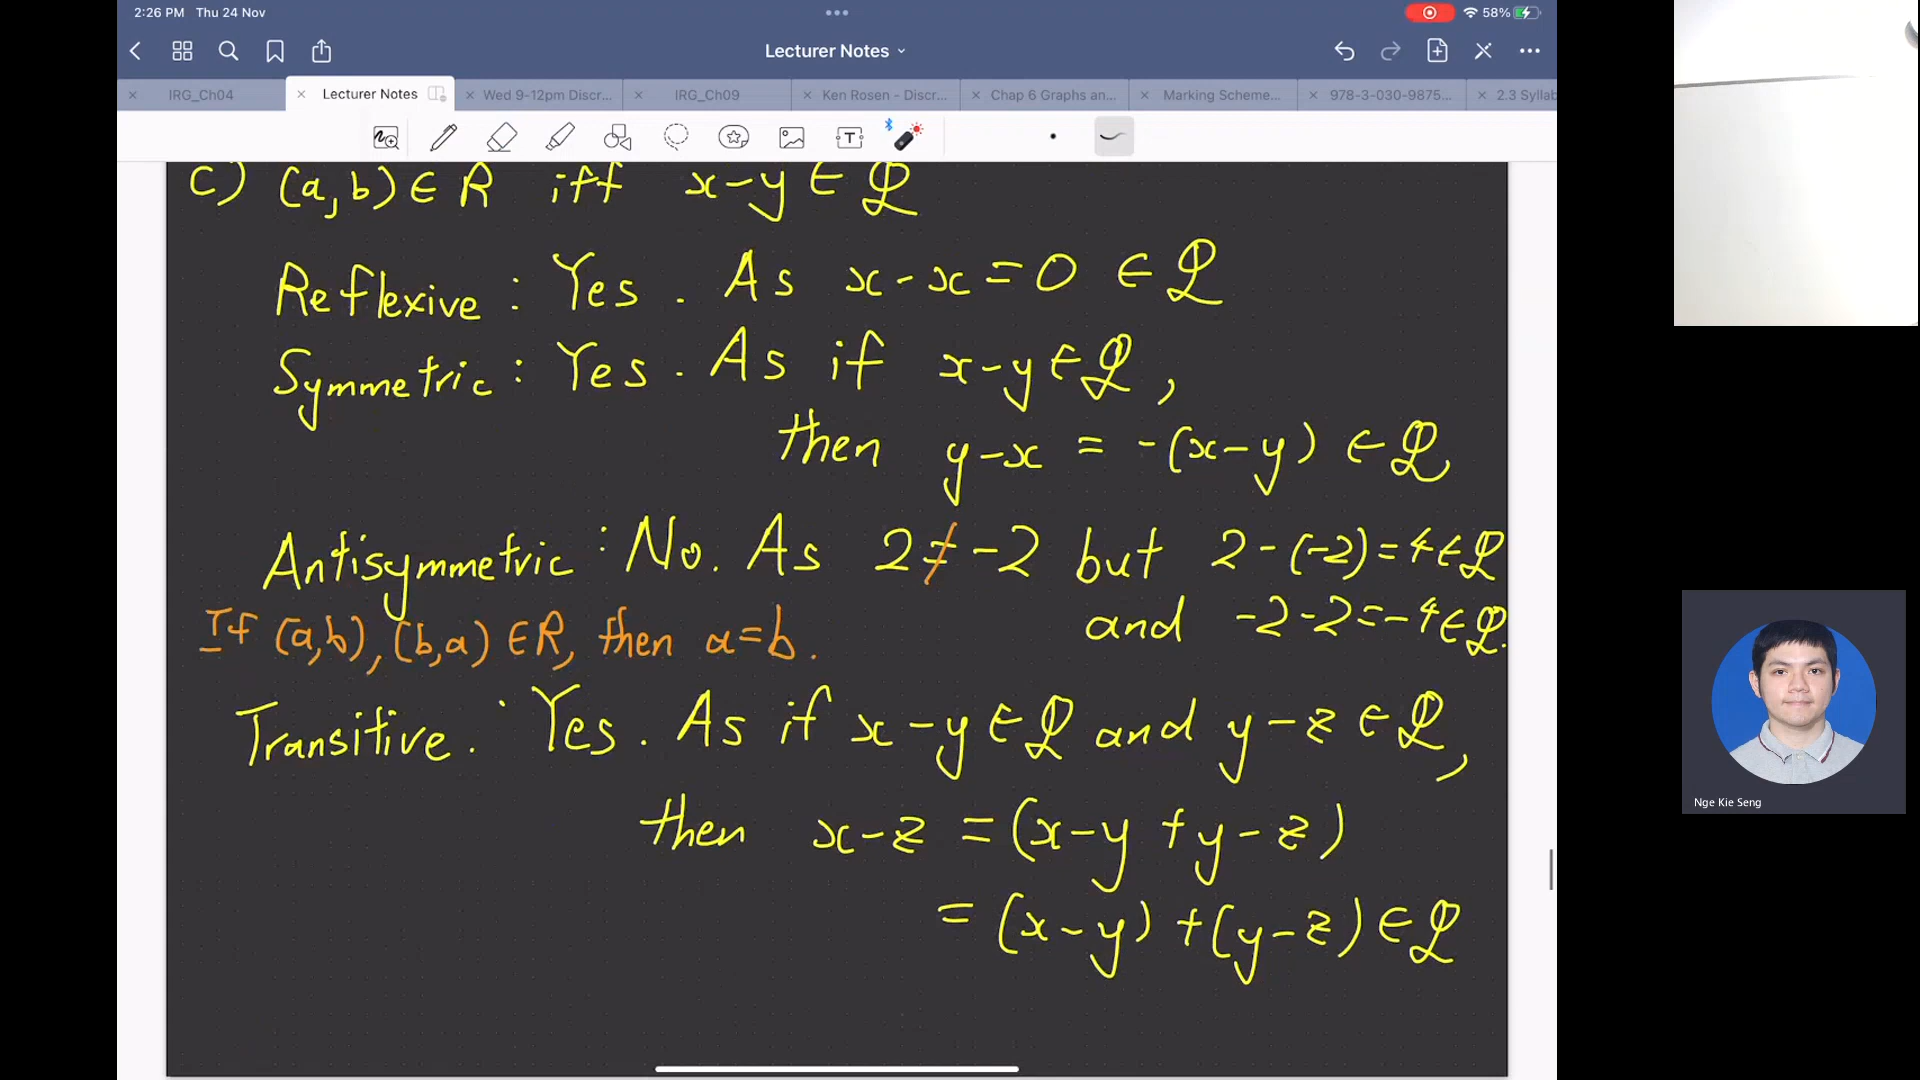 2:26 PM Thu 24 Nov
58%
Lecturer Notes
IRG_Ch04
Lecturer Notes
Wed 9-12pm Discr...
IRG_Ch09
Ken Rosen - Discr...
Chap 6 Graphs an...
Marking Scheme...
978-3-030-9875...
2.3 Syllab
c) (a,b) ∈ R iff x-y ∈ Q
Reflexive : Yes. As x-x=0 ∈ Q
Symmetric : Yes. As if x-y ∈ Q,
then y-x = -(x-y) ∈ Q
Antisymmetric : No. As 2 ≠ -2 but 2-(-2)=4 ∈ Q
and -2-2=-4 ∈ Q.
If (a,b), (b,a) ∈ R, then a=b.
Transitive : Yes. As if x-y ∈ Q and y-z ∈ Q,
then x-z = (x-y+y-z)
= (x-y)+(y-z) ∈ Q
Nge Kie Seng